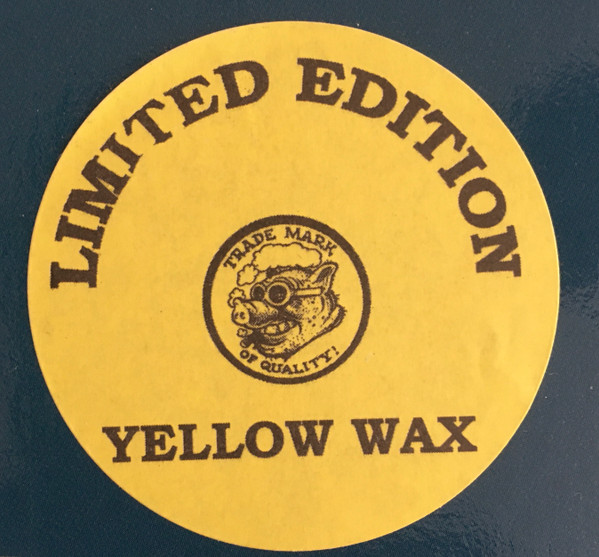 LIMITED EDITION
TRADE MARK
OF QUALITY!
YELLOW WAX